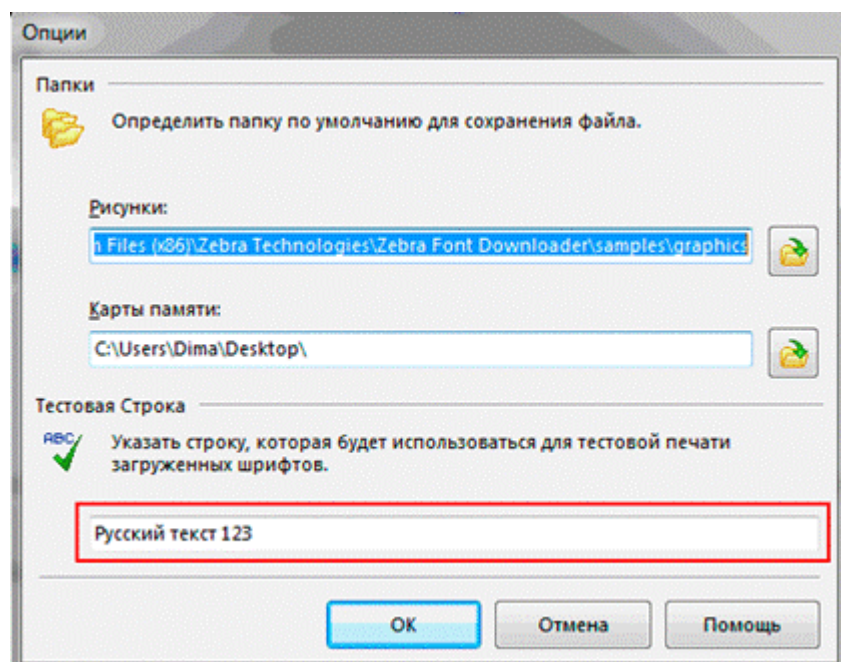 Опции
Папки
Определить папку по умолчанию для сохранения файла.
Рисунки:
n Files (x86)\Zebra Technologies\Zebra Font Downloader\samples\graphics
Карты памяти:
C:\Users\Dima\Desktop\
Тестовая Строка
ABC
Указать строку, которая будет использоваться для тестовой печати
загруженных шрифтов.
Русский текст 123
OK
Отмена
Помощь